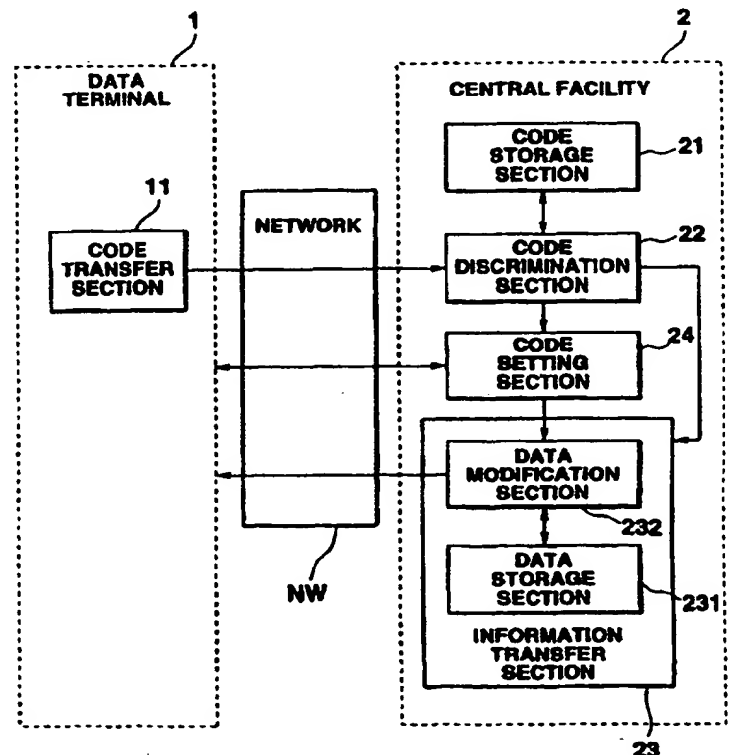 1
DATA
TERMINAL
11
CODE
TRANSFER
SECTION
NETWORK
NW
2
CENTRAL FACILITY
CODE
STORAGE
SECTION
21
CODE
DISCRIMINATION
SECTION
22
CODE
SETTING
SECTION
24
DATA
MODIFICATION
SECTION
232
DATA
STORAGE
SECTION
231
INFORMATION
TRANSFER
SECTION
23